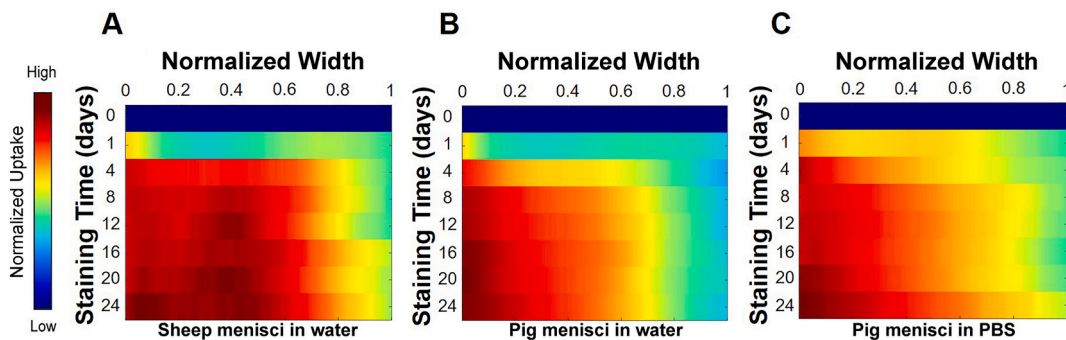 A
B
C
Normalized Width
Normalized Width
Normalized Width
High
Normalized Uptake
Low
Staining Time (days)
0 0.2 0.4 0.6 0.8 1
0
1
4
8
12
16
20
24
Sheep menisci in water
Staining Time (days)
0 0.2 0.4 0.6 0.8 1
0
1
4
8
12
16
20
24
Pig menisci in water
Staining Time (days)
0 0.2 0.4 0.6 0.8 1
0
1
4
8
12
16
20
24
Pig menisci in PBS